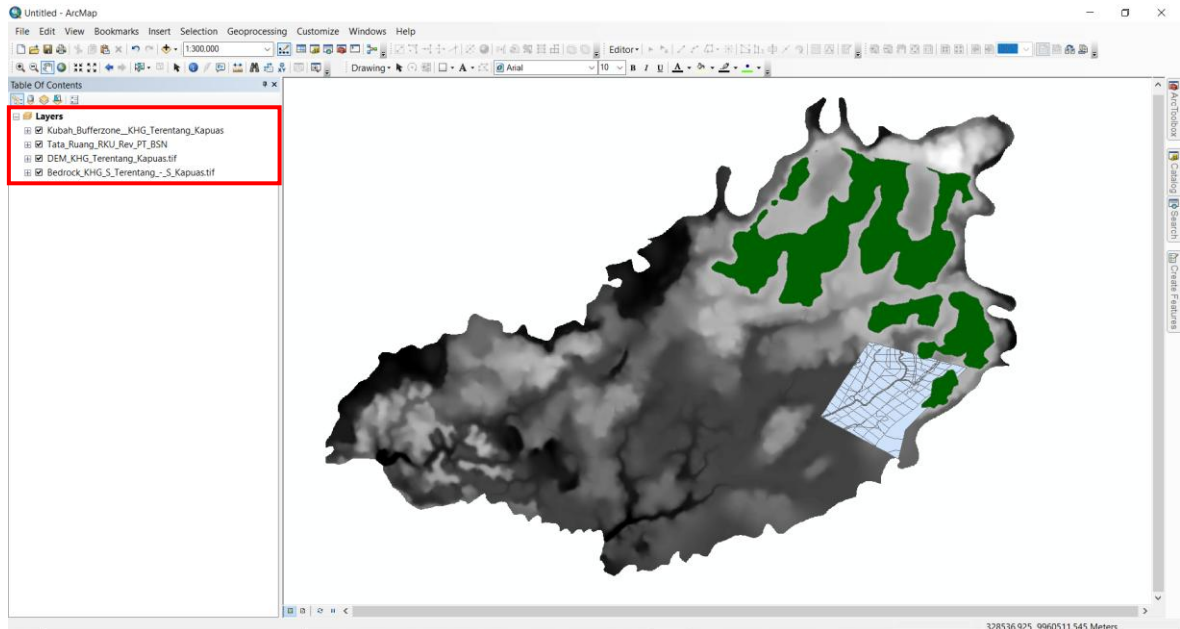 Untitled - ArcMap
File Edit View Bookmarks Insert Selection Geoprocessing Customize Windows Help
1:300.000
Editor
Drawing
Arial
10
B I U A
Table Of Contents
Layers
Kubah_Bufferzone__KHG_Terentang_Kapuas
Tata_Ruang_RKU_Rev_PT_BSN
DEM_KHG_Terentang_Kapuas.tif
Bedrock_KHG_S_Terentang_-_S_Kapuas.tif
ArcToolbox
Catalog
Search
Create Features
328536,925 9960511,545 Meters